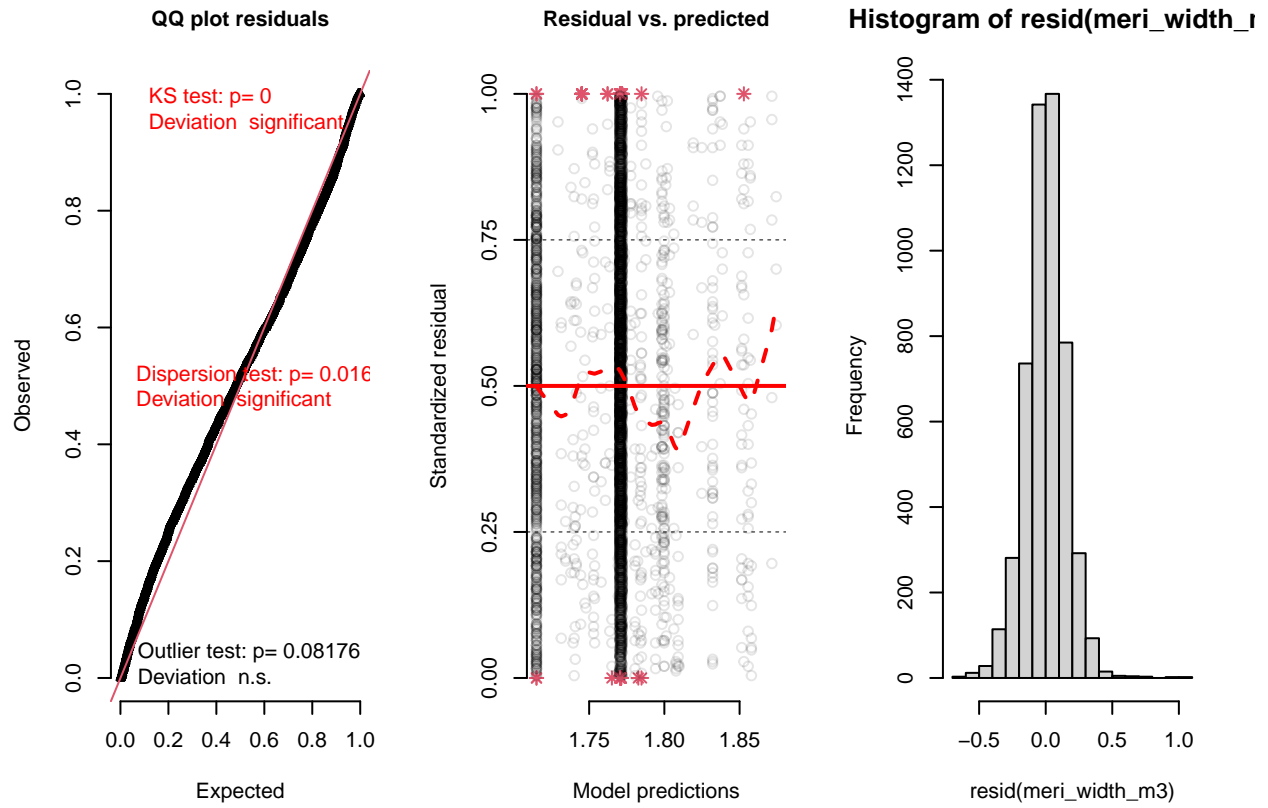 QQ plot residuals
KS test: p= 0
Deviation  significant
Dispersion test: p= 0.016
Deviation  significant
Outlier test: p= 0.08176
Deviation  n.s.
Observed
0.0 0.2 0.4 0.6 0.8 1.0
0.0 0.2 0.4 0.6 0.8 1.0
Expected
Residual vs. predicted
Standardized residual
0.00 0.25 0.50 0.75 1.00
1.75 1.80 1.85
Model predictions
Histogram of resid(meri_width_
Frequency
0 200 400 600 800 1000 1200 1400
−0.5 0.0 0.5 1.0
resid(meri_width_m3)